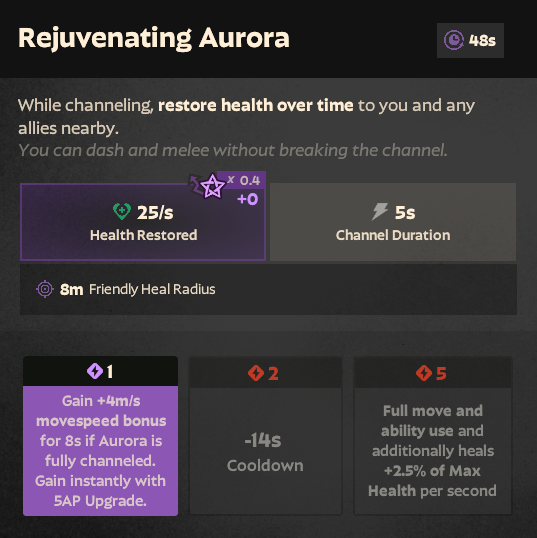 Rejuvenating Aurora
48s
While channeling, restore health over time to you and any
allies nearby.
You can dash and melee without breaking the channel.
x 0.4
+0
25/s
Health Restored
5s
Channel Duration
8m Friendly Heal Radius
1
Gain +4m/s
movespeed bonus
for 8s if Aurora is
fully channeled.
Gain instantly with
5AP Upgrade.
2
-14s
Cooldown
5
Full move and
ability use and
additionally heals
+2.5% of Max
Health per second